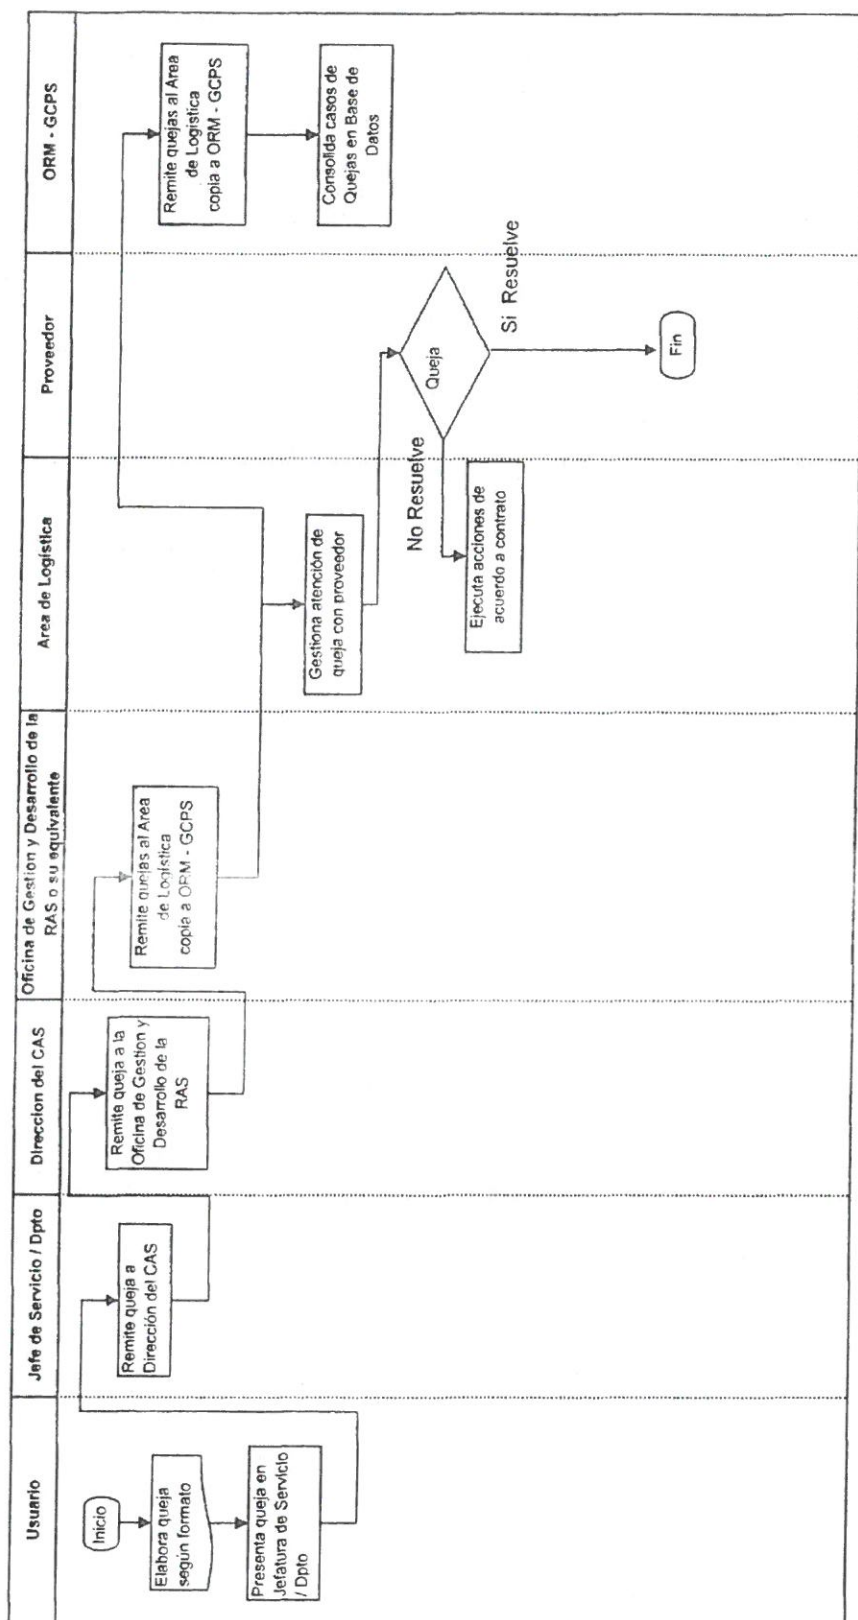 Usuario
Jefe de Servicio / Dpto
Direccion del CAS
Oficina de Gestion y Desarrollo de la
RAS o su equivalente
Area de Logística
Proveedor
ORM - GCPS
Inicio
Elabora queja
según formato
Presenta queja en
Jefatura de Servicio
/ Dpto
Remite queja a
Dirección del CAS
Remite queja a la
Oficina de Gestion y
Desarrollo de la
RAS
Remite quejas al Area
de Logística
copia a ORM - GCPS
Gestiona atención de
queja con proveedor
No Resuelve
Ejecuta acciones de
acuerdo a contrato
Queja
Si Resuelve
Fin
Remite quejas al Area
de Logística
copia a ORM - GCPS
Consolida casos de
Quejas en Base de
Datos